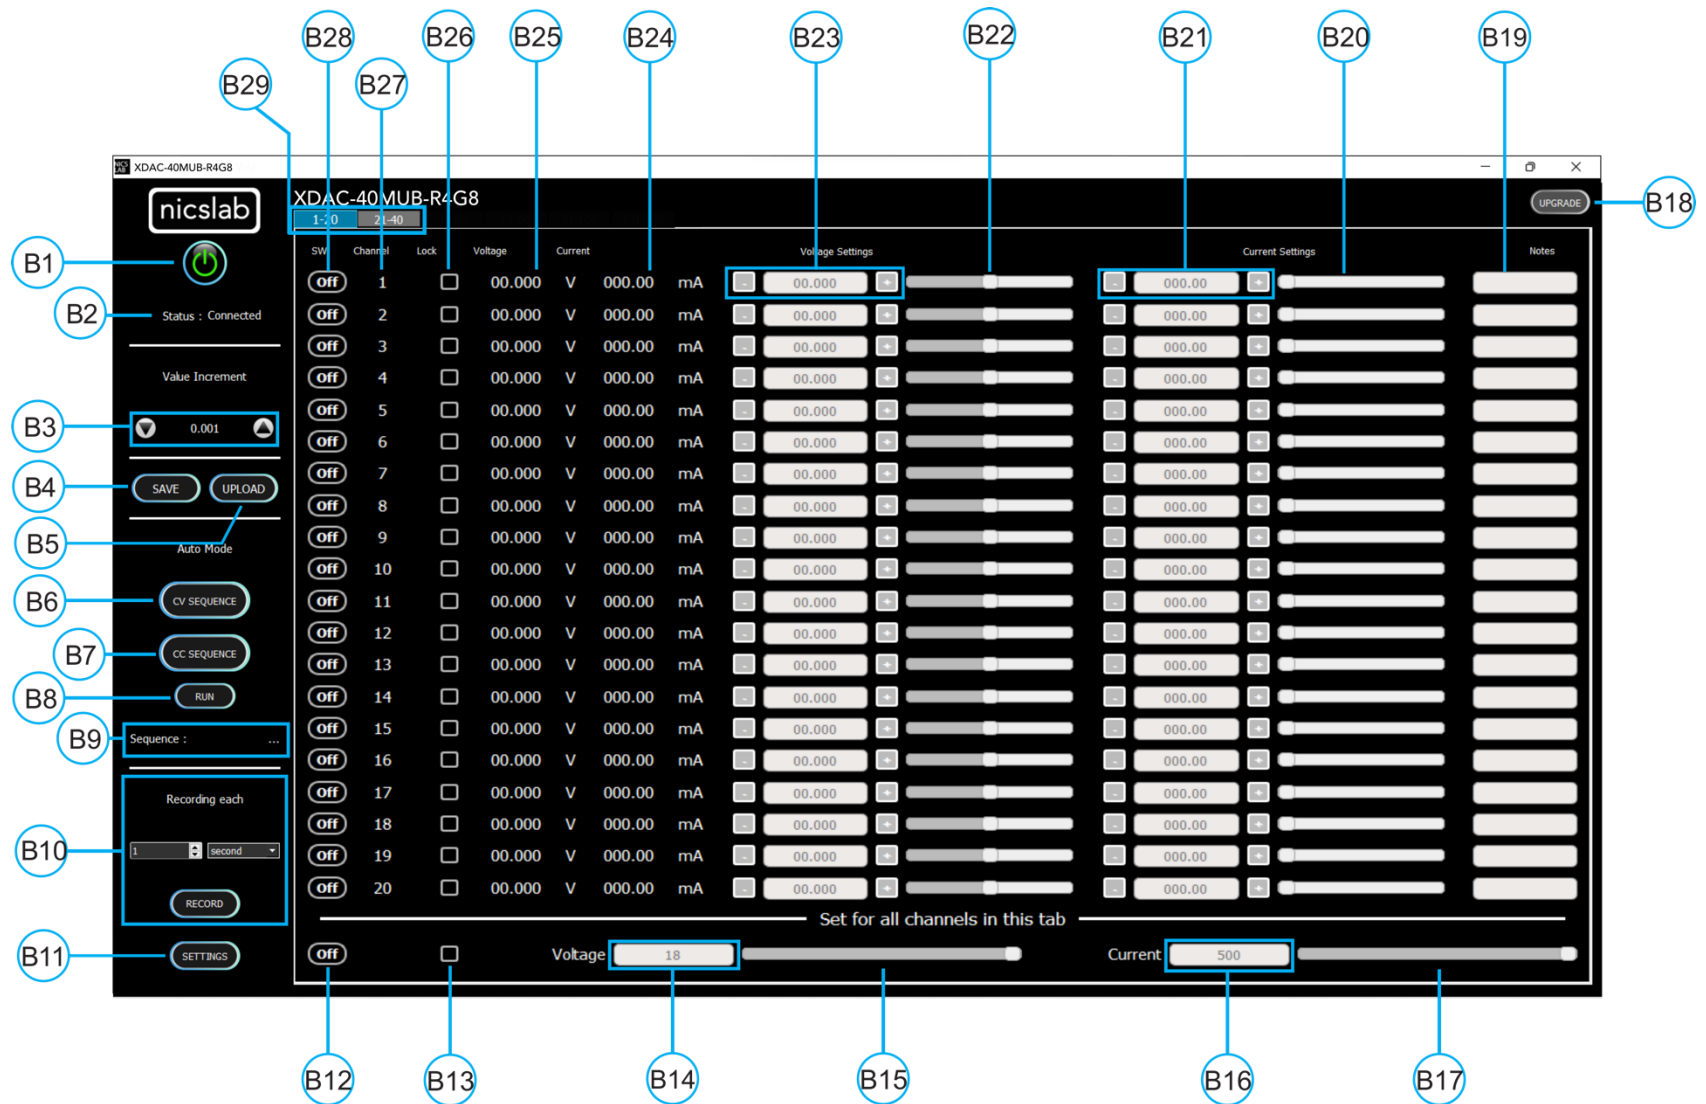 B28 B26 B25 B24 B23 B22 B21 B20 B19
B29 B27
NICS LAB XDAC-40MUB-R4G8
nicslab
XDAC-40MUB-R4G8
UPGRADE B18
1-20 21-40
SW Channel Lock Voltage Current Voltage Settings Current Settings Notes
B1
Off 1 00.000 V 000.00 mA - 00.000 + - 000.00 +
B2 Status : Connected
Off 2 00.000 V 000.00 mA - 00.000 + - 000.00 +
Off 3 00.000 V 000.00 mA - 00.000 + - 000.00 +
Value Increment
Off 4 00.000 V 000.00 mA - 00.000 + - 000.00 +
Off 5 00.000 V 000.00 mA - 00.000 + - 000.00 +
B3 0.001
Off 6 00.000 V 000.00 mA - 00.000 + - 000.00 +
Off 7 00.000 V 000.00 mA - 00.000 + - 000.00 +
B4 SAVE UPLOAD
Off 8 00.000 V 000.00 mA - 00.000 + - 000.00 +
B5
Off 9 00.000 V 000.00 mA - 00.000 + - 000.00 +
Auto Mode
Off 10 00.000 V 000.00 mA - 00.000 + - 000.00 +
B6 CV SEQUENCE
Off 11 00.000 V 000.00 mA - 00.000 + - 000.00 +
Off 12 00.000 V 000.00 mA - 00.000 + - 000.00 +
B7 CC SEQUENCE
Off 13 00.000 V 000.00 mA - 00.000 + - 000.00 +
B8 RUN
Off 14 00.000 V 000.00 mA - 00.000 + - 000.00 +
Off 15 00.000 V 000.00 mA - 00.000 + - 000.00 +
B9 Sequence : ...
Off 16 00.000 V 000.00 mA - 00.000 + - 000.00 +
Off 17 00.000 V 000.00 mA - 00.000 + - 000.00 +
Recording each
Off 18 00.000 V 000.00 mA - 00.000 + - 000.00 +
B10 1 second
Off 19 00.000 V 000.00 mA - 00.000 + - 000.00 +
Off 20 00.000 V 000.00 mA - 00.000 + - 000.00 +
RECORD
Set for all channels in this tab
B11 SETTINGS
Off Voltage 18 Current 500
B12 B13 B14 B15 B16 B17